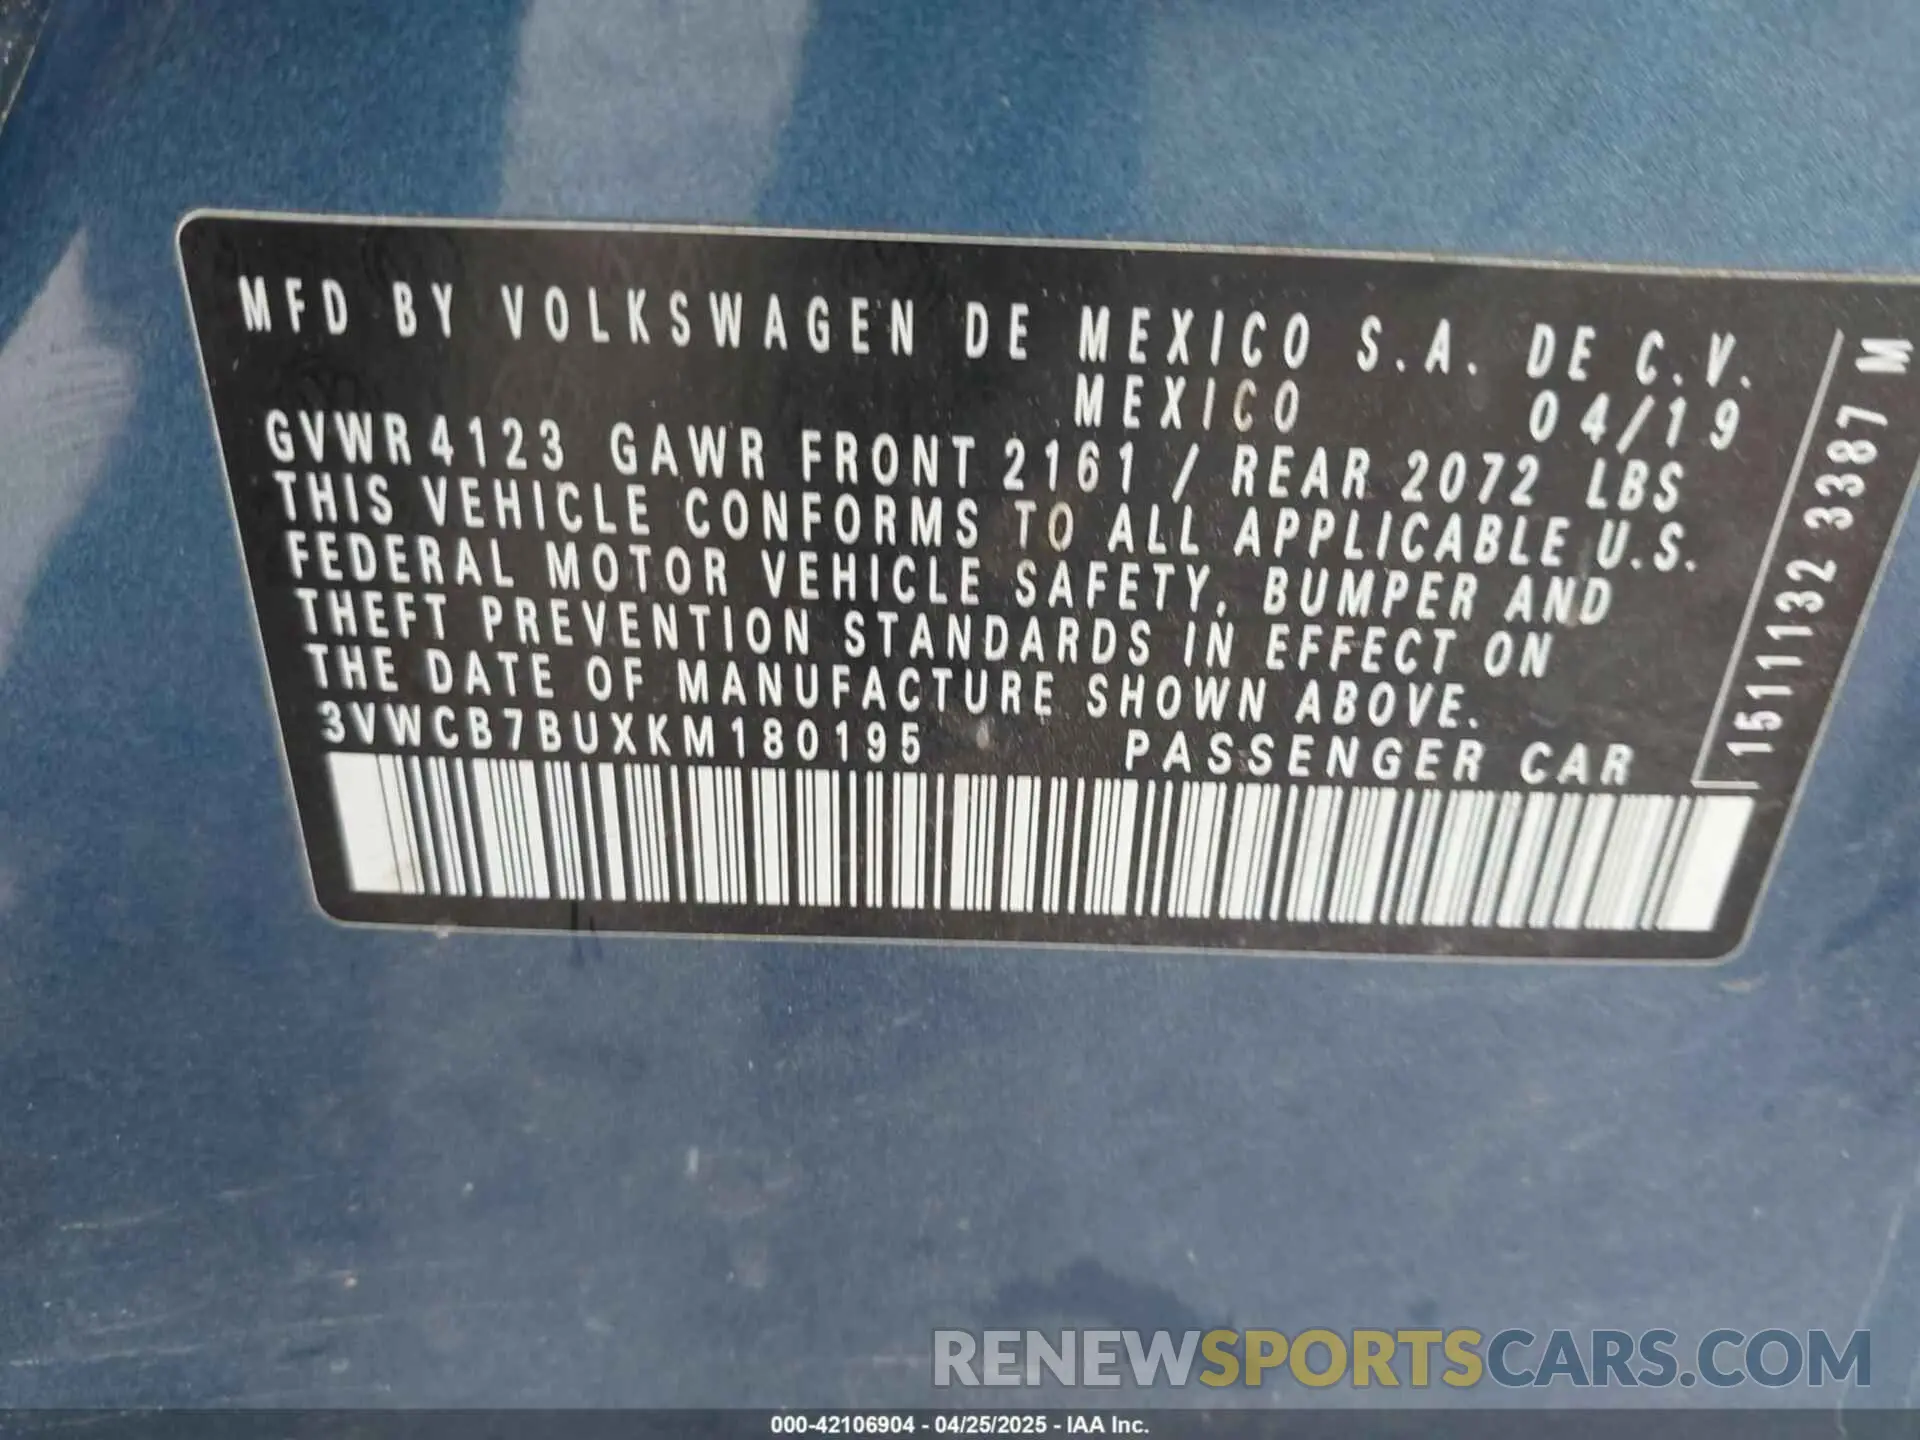 MFD BY VOLKSWAGEN DE MEXICO S.A. DE C.V.
MEXICO 04/19
GVWR 4123 GAWR FRONT 2161 / REAR 2072 LBS
THIS VEHICLE CONFORMS TO ALL APPLICABLE U.S.
FEDERAL MOTOR VEHICLE SAFETY, BUMPER AND
THEFT PREVENTION STANDARDS IN EFFECT ON
THE DATE OF MANUFACTURE SHOWN ABOVE.
3VWCB7BUXKM180195 PASSENGER CAR
1511132 3387 M
RENEWSPORTSCARS.COM
000-42106904 - 04/25/2025 - IAA Inc.